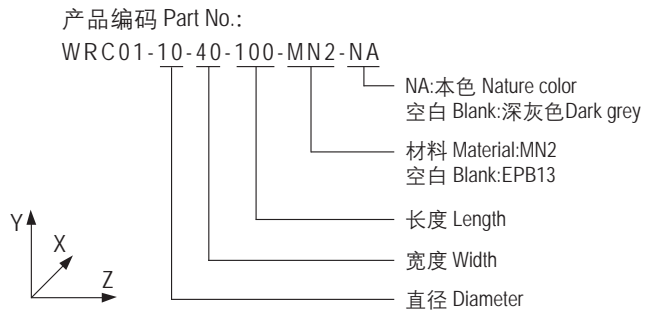 产品编码 Part No.:
WRC01-10-40-100-MN2-NA
NA:本色 Nature color
空白 Blank:深灰色Dark grey
材料 Material:MN2
空白 Blank:EPB13
长度 Length
宽度 Width
直径 Diameter
Y
X
Z